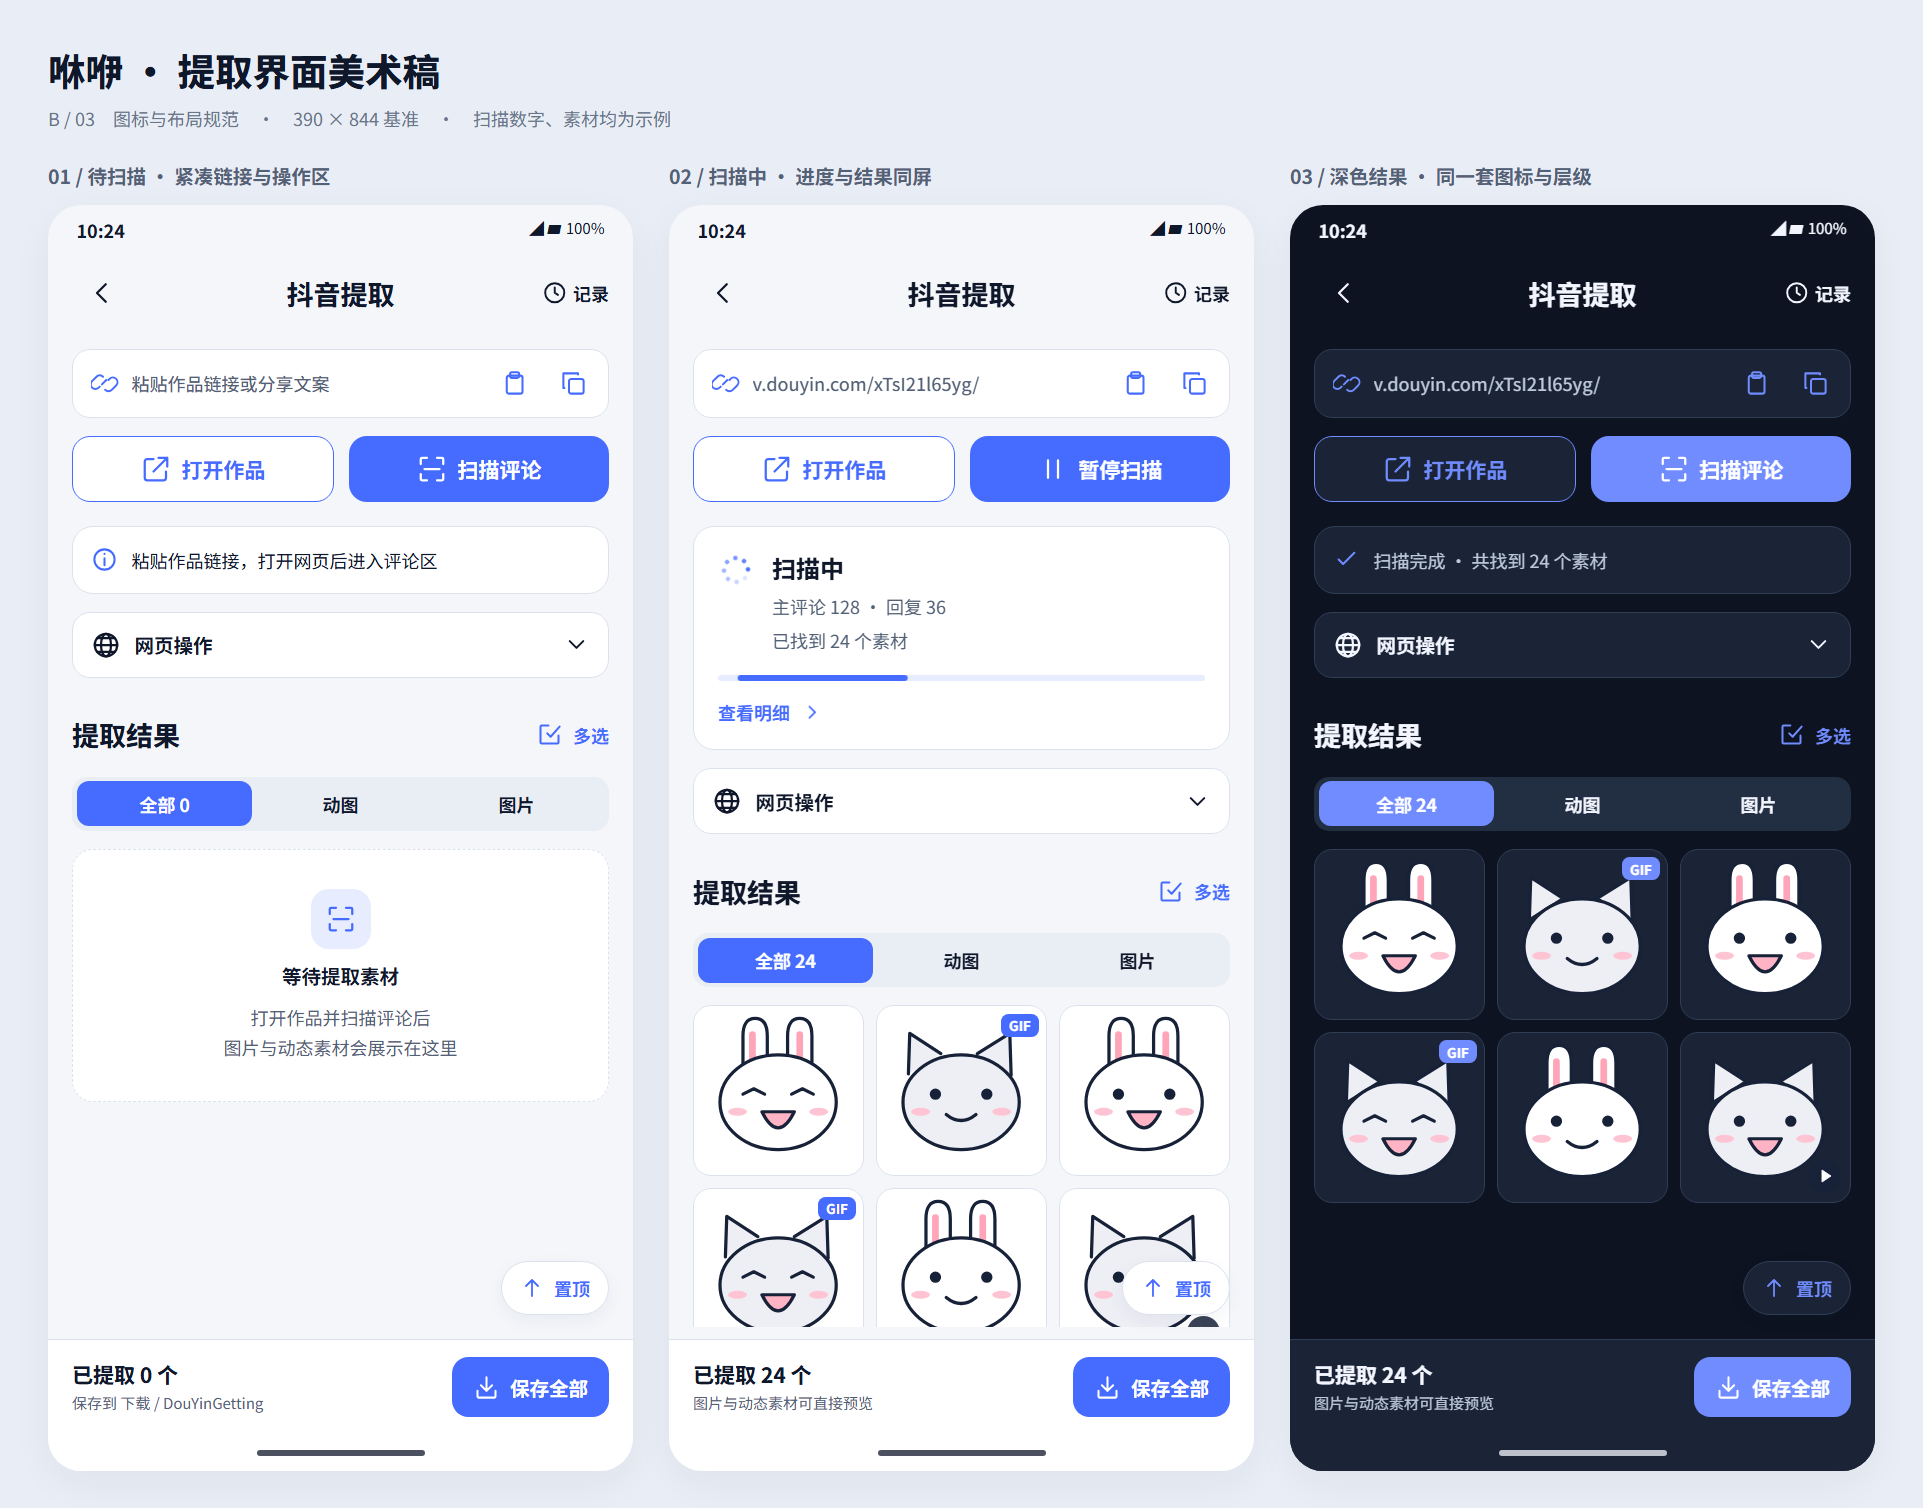 咻咿 • 提取界面美术稿
B / 03 图标与布局规范 • 390 × 844 基准 • 扫描数字、素材均为示例
01 / 待扫描 • 紧凑链接与操作区
10:24
100%
抖音提取
记录
粘贴作品链接或分享文案
打开作品
扫描评论
粘贴作品链接，打开网页后进入评论区
网页操作
提取结果
多选
全部 0
动图
图片
等待提取素材
打开作品并扫描评论后
图片与动态素材会展示在这里
置顶
已提取 0 个
保存到 下载 / DouYinGetting
保存全部
02 / 扫描中 • 进度与结果同屏
10:24
100%
抖音提取
记录
v.douyin.com/xTsI21l65yg/
打开作品
暂停扫描
扫描中
主评论 128 • 回复 36
已找到 24 个素材
查看明细
网页操作
提取结果
多选
全部 24
动图
图片
GIF
GIF
置顶
已提取 24 个
图片与动态素材可直接预览
保存全部
03 / 深色结果 • 同一套图标与层级
10:24
100%
抖音提取
记录
v.douyin.com/xTsI21l65yg/
打开作品
扫描评论
扫描完成 • 共找到 24 个素材
网页操作
提取结果
多选
全部 24
动图
图片
GIF
GIF
置顶
已提取 24 个
图片与动态素材可直接预览
保存全部